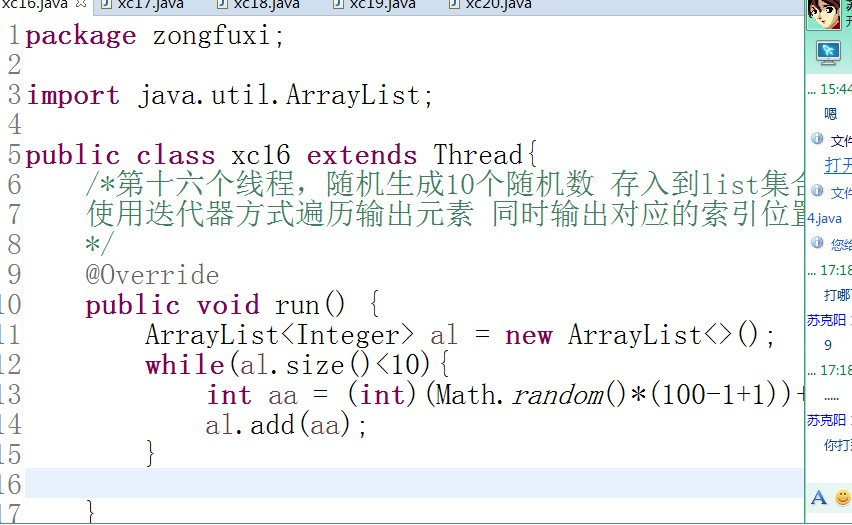 xc16.java xc17.java xc18.java xc19.java xc20.java
1 package zongfuxi;
2
3 import java.util.ArrayList;
4
5 public class xc16 extends Thread{
6 /*第十六个线程，随机生成10个随机数 存入到list集合
7 使用迭代器方式遍历输出元素 同时输出对应的索引位置
8 */
9 @Override
10 public void run() {
11 ArrayList<Integer> al = new ArrayList<>();
12 while(al.size()<10){
13 int aa = (int)(Math.random()*(100-1+1))+
14 al.add(aa);
15 }
16
17 }
... 15:44
嗯
文件
打开
文件
4.java
您给
... 17:18
打哪
苏克阳
9
... 17:18
.....
苏克阳
你打
A